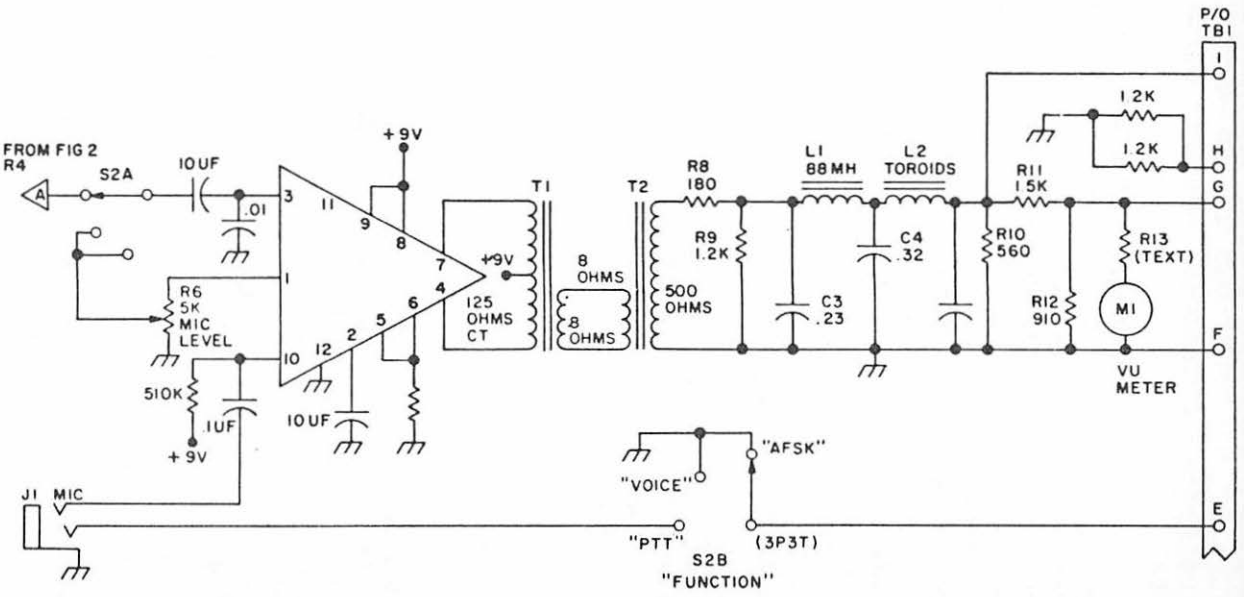 P/O
TB1
I
1.2K
1.2K
H
G
F
E
FROM FIG 2
R4
A
S2A
10UF
.01
+9V
3
11
9
8
7
1
4
6
5
2
12
10
R6
5K
MIC
LEVEL
510K
.1UF
+9V
10UF
+9V
T1
125
OHMS
CT
8
OHMS
8
OHMS
T2
500
OHMS
R8
180
R9
1.2K
L1
88MH
L2
TOROIDS
C3
.23
C4
.32
R10
560
R11
1.5K
R12
910
R13
(TEXT)
M1
VU
METER
J1 MIC
"VOICE"
"AFSK"
"PTT"
(3P3T)
S2B
"FUNCTION"